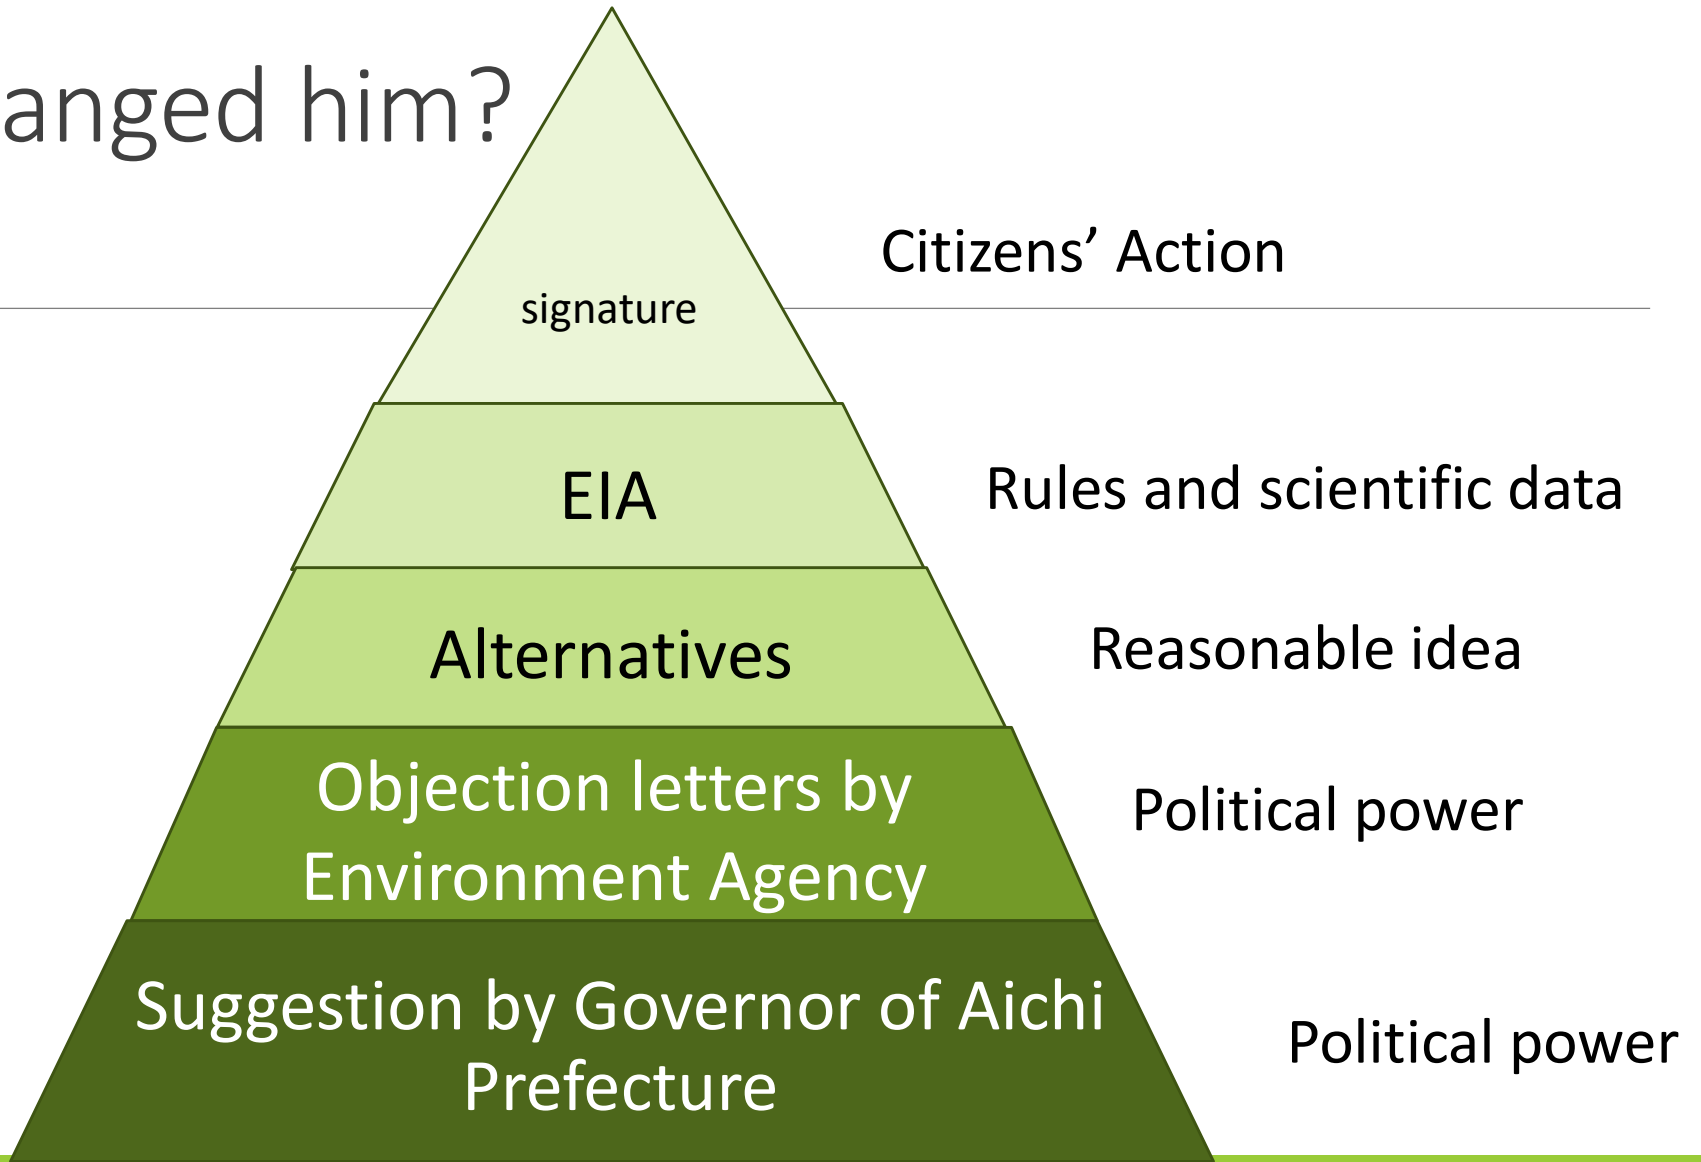 anged him?
Citizens’ Action
signature
EIA
Rules and scientific data
Alternatives
Reasonable idea
Objection letters by
Environment Agency
Political power
Suggestion by Governor of Aichi
Prefecture
Political power